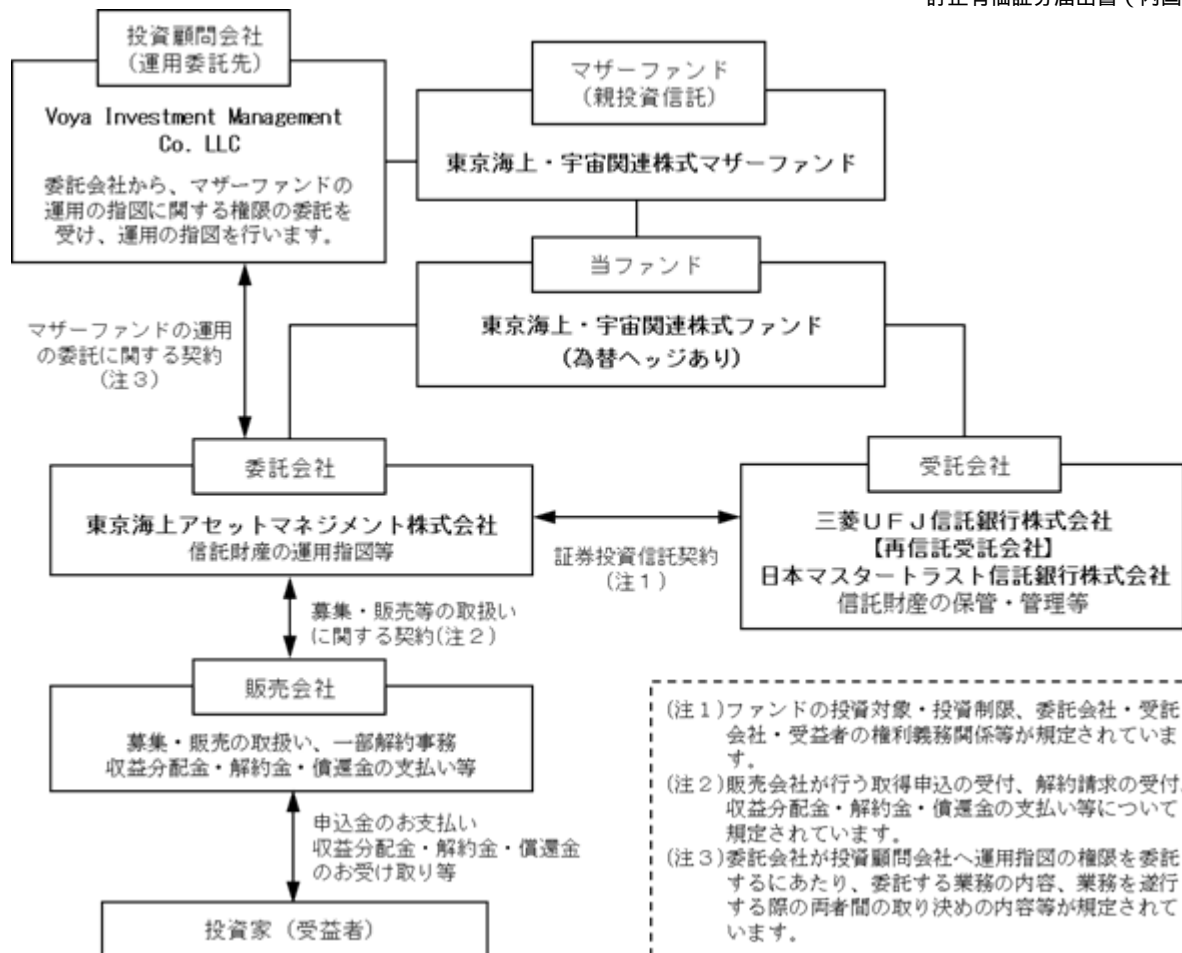 訂正有価証券届出書（内国
投資顧問会社
（運用委託先）
Voya Investment Management
Co. LLC
委託会社から、マザーファンドの
運用の指図に関する権限の委託を
受け、運用の指図を行います。
マザーファンド
（親投資信託）
東京海上・宇宙関連株式マザーファンド
当ファンド
東京海上・宇宙関連株式ファンド
（為替ヘッジあり）
マザーファンドの運用
の委託に関する契約
（注３）
委託会社
東京海上アセットマネジメント株式会社
信託財産の運用指図等
証券投資信託契約
（注１）
受託会社
三菱ＵＦＪ信託銀行株式会社
【再信託受託会社】
日本マスタートラスト信託銀行株式会社
信託財産の保管・管理等
募集・販売等の取扱い
に関する契約(注２)
販売会社
募集・販売の取扱い、一部解約事務
収益分配金・解約金・償還金の支払い等
申込金のお支払い
収益分配金・解約金・償還金
のお受け取り等
投資家（受益者）
(注１)ファンドの投資対象・投資制限、委託会社・受託
会社・受益者の権利義務関係等が規定されていま
す。
(注２)販売会社が行う取得申込の受付、解約請求の受付、
収益分配金・解約金・償還金の支払い等について
規定されています。
(注３)委託会社が投資顧問会社へ運用指図の権限を委託
するにあたり、委託する業務の内容、業務を遂行
する際の両者間の取り決めの内容等が規定されて
います。